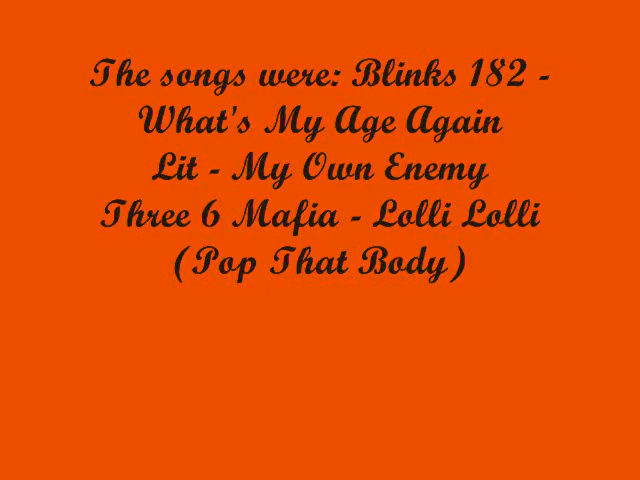 The songs were: Blinks 182 -
What's My Age Again
Lit - My Own Enemy
Three 6 Mafia - Lolli Lolli
(Pop That Body)